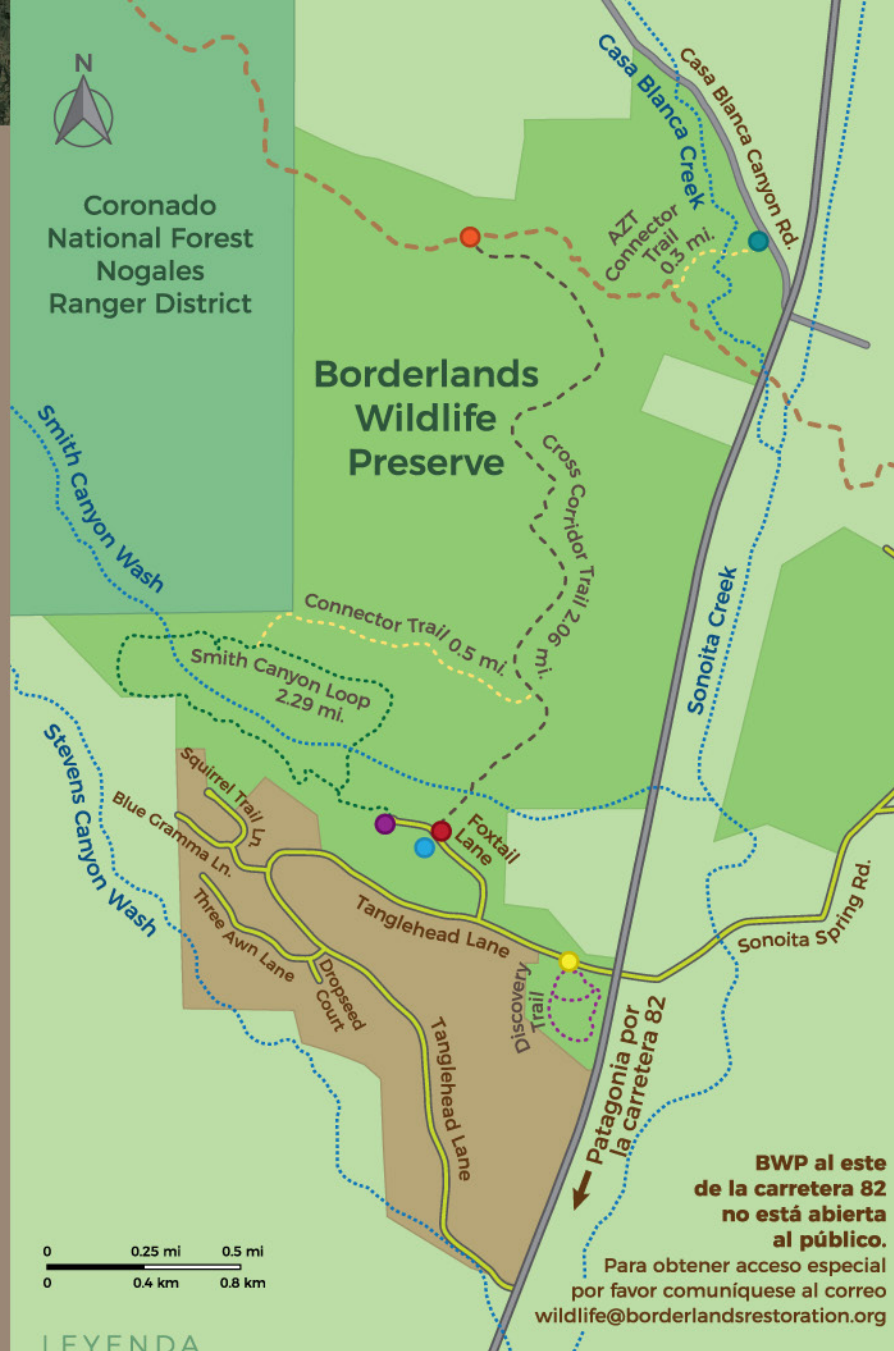 N
Coronado
National Forest
Nogales
Ranger District
Casa Blanca Creek
Casa Blanca Canyon Rd.
AZT
Connector
Trail
0.3 mi.
Borderlands
Wildlife
Preserve
Smith Canyon Wash
Cross Corridor Trail 2.06 mi.
Connector Trail 0.5 mi.
Smith Canyon Loop
2.29 mi.
Sonoita Creek
Stevens Canyon Wash
Squirrel Trail Ln.
Blue Gramma Ln.
Foxtail
Lane
Three Awn Lane
Tanglehead Lane
Sonoita Spring Rd.
Dropseed
Court
Discovery
Trail
Tanglehead Lane
Patagonia por
la carretera 82
BWP al este
de la carretera 82
no está abierta
al público.
Para obtener acceso especial
por favor comuníquese al correo
wildlife@borderlandsrestoration.org
0 0.25 mi 0.5 mi
0 0.4 km 0.8 km
LEYENDA